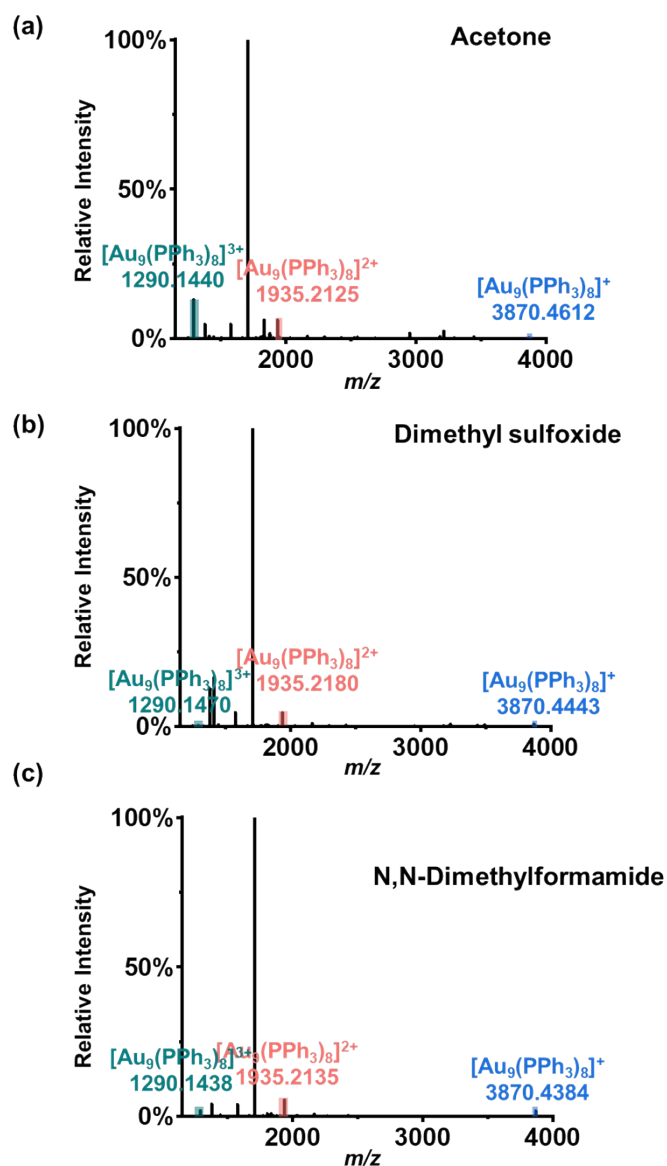 (a)
Acetone
100%
50%
0%
Relative Intensity
[Au₉(PPh₃)₈]³⁺
1290.1440
[Au₉(PPh₃)₈]²⁺
1935.2125
[Au₉(PPh₃)₈]⁺
3870.4612
2000 3000 4000
m/z
(b)
Dimethyl sulfoxide
100%
50%
0%
Relative Intensity
[Au₉(PPh₃)₈]³⁺
1290.1470
[Au₉(PPh₃)₈]²⁺
1935.2180
[Au₉(PPh₃)₈]⁺
3870.4443
2000 3000 4000
m/z
(c)
N,N-Dimethylformamide
100%
50%
0%
Relative Intensity
[Au₉(PPh₃)₈]³⁺
1290.1438
[Au₉(PPh₃)₈]²⁺
1935.2135
[Au₉(PPh₃)₈]⁺
3870.4384
2000 3000 4000
m/z